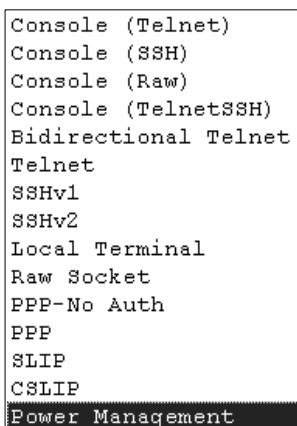 Console (Telnet)
Console (SSH)
Console (Raw)
Console (TelnetSSH)
Bidirectional Telnet
Telnet
SSHv1
SSHv2
Local Terminal
Raw Socket
PPP-No Auth
PPP
SLIP
CSLIP
Power Management